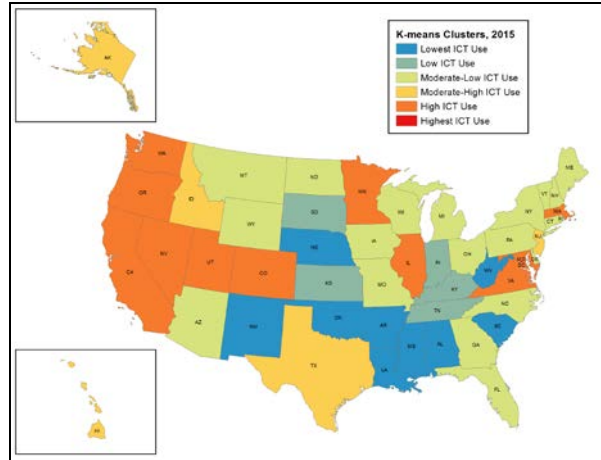 K-means Clusters, 2015
Lowest ICT Use
Low ICT Use
Moderate-Low ICT Use
Moderate-High ICT Use
High ICT Use
Highest ICT Use
AK
WA
MT
ND
MN
ME
OR
ID
SD
WI
MI
VT
NH
NY
MA
CT
WY
IA
PA
NJ
NE
IL
IN
OH
NV
UT
CO
KS
MO
KY
WV
VA
CA
TN
NC
AZ
NM
OK
AR
SC
MS
AL
GA
TX
LA
FL
HI